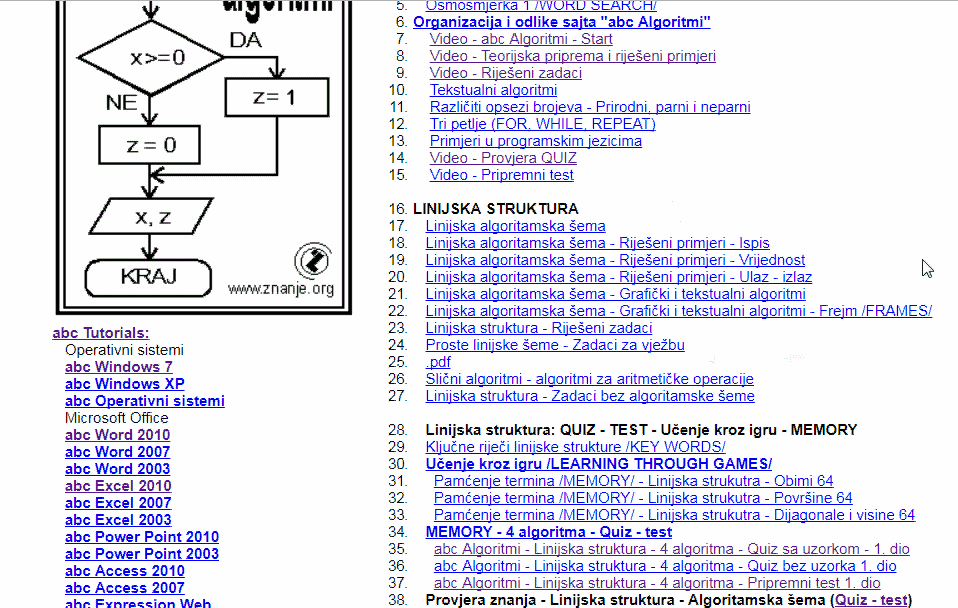 algoritmi
x>=0
DA
NE
z= 1
z = 0
x, z
KRAJ
www.znanje.org
abc Tutorials:
Operativni sistemi
abc Windows 7
abc Windows XP
abc Operativni sistemi
Microsoft Office
abc Word 2010
abc Word 2007
abc Word 2003
abc Excel 2010
abc Excel 2007
abc Excel 2003
abc Power Point 2010
abc Power Point 2003
abc Access 2010
abc Access 2007
abc Expression Web
5. Osmosmjerka 1 /WORD SEARCH/
6. Organizacija i odlike sajta "abc Algoritmi"
7. Video - abc Algoritmi - Start
8. Video - Teorijska priprema i riješeni primjeri
9. Video - Riješeni zadaci
10. Tekstualni algoritmi
11. Različiti opsezi brojeva - Prirodni, parni i neparni
12. Tri petlje (FOR, WHILE, REPEAT)
13. Primjeri u programskim jezicima
14. Video - Provjera QUIZ
15. Video - Pripremni test
16. LINIJSKA STRUKTURA
17. Linijska algoritamska šema
18. Linijska algoritamska šema - Riješeni primjeri - Ispis
19. Linijska algoritamska šema - Riješeni primjeri - Vrijednost
20. Linijska algoritamska šema - Riješeni primjeri - Ulaz - izlaz
21. Linijska algoritamska šema - Grafički i tekstualni algoritmi
22. Linijska algoritamska šema - Grafički i tekstualni algoritmi - Frejm /FRAMES/
23. Linijska struktura - Riješeni zadaci
24. Proste linijske šeme - Zadaci za vježbu
25. .pdf
26. Slični algoritmi - algoritmi za aritmetičke operacije
27. Linijska struktura - Zadaci bez algoritamske šeme
28. Linijska struktura: QUIZ - TEST - Učenje kroz igru - MEMORY
29. Ključne riječi linijske strukture /KEY WORDS/
30. Učenje kroz igru /LEARNING THROUGH GAMES/
31. Pamćenje termina /MEMORY/ - Linijska strukutra - Obimi 64
32. Pamćenje termina /MEMORY/ - Linijska strukutra - Površine 64
33. Pamćenje termina /MEMORY/ - Linijska strukutra - Dijagonale i visine 64
34. MEMORY - 4 algoritma - Quiz - test
35. abc Algoritmi - Linijska struktura - 4 algoritma - Quiz sa uzorkom - 1. dio
36. abc Algoritmi - Linijska struktura - 4 algoritma - Quiz bez uzorka 1. dio
37. abc Algoritmi - Linijska struktura - 4 algoritma - Pripremni test 1. dio
38. Provjera znanja - Linijska struktura - Algoritamska šema (Quiz - test)